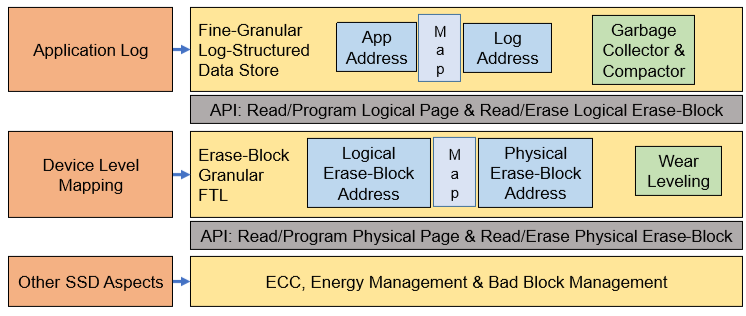 Application Log
Fine-Granular
Log-Structured
Data Store
App
Address
M
a
p
Log
Address
Garbage
Collector &
Compactor
API: Read/Program Logical Page & Read/Erase Logical Erase-Block
Device Level
Mapping
Erase-Block
Granular
FTL
Logical
Erase-Block
Address
M
a
p
Physical
Erase-Block
Address
Wear
Leveling
API: Read/Program Physical Page & Read/Erase Physical Erase-Block
Other SSD Aspects
ECC, Energy Management & Bad Block Management